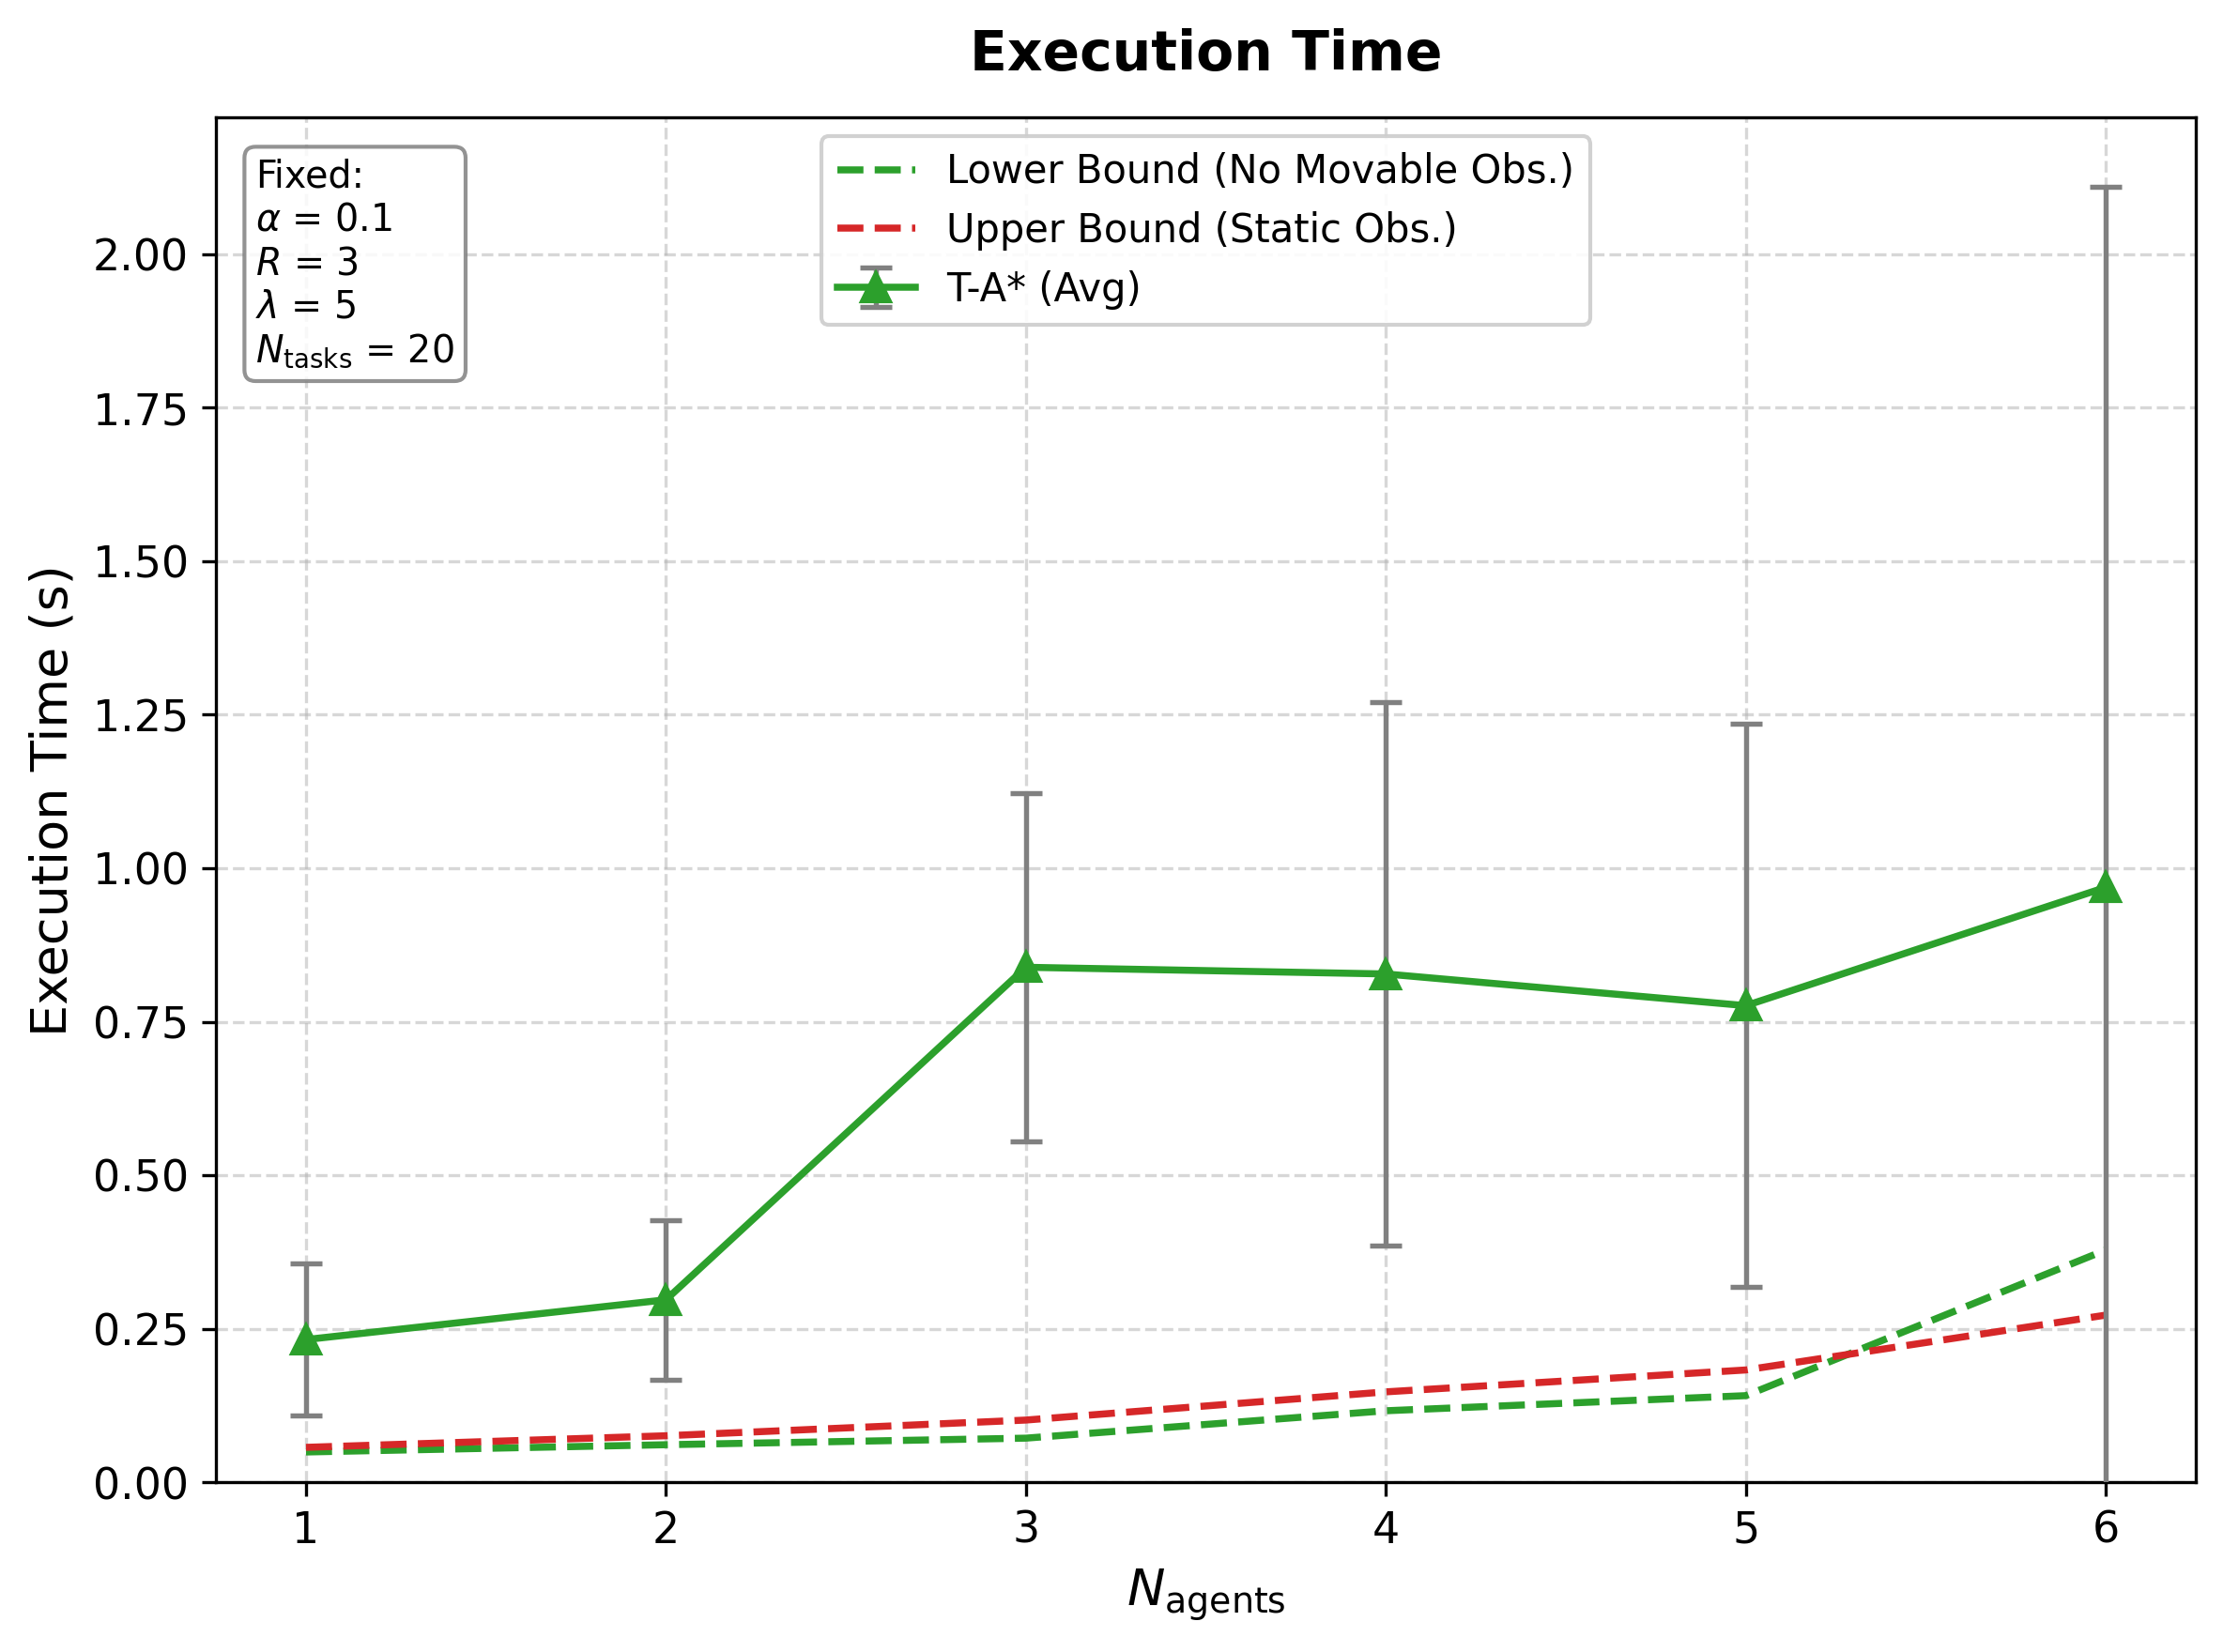 Execution Time
Fixed:
α = 0.1
R = 3
λ = 5
N_tasks = 20
Lower Bound (No Movable Obs.)
Upper Bound (Static Obs.)
T-A* (Avg)
Execution Time (s)
2.00
1.75
1.50
1.25
1.00
0.75
0.50
0.25
0.00
1 2 3 4 5 6
N_agents